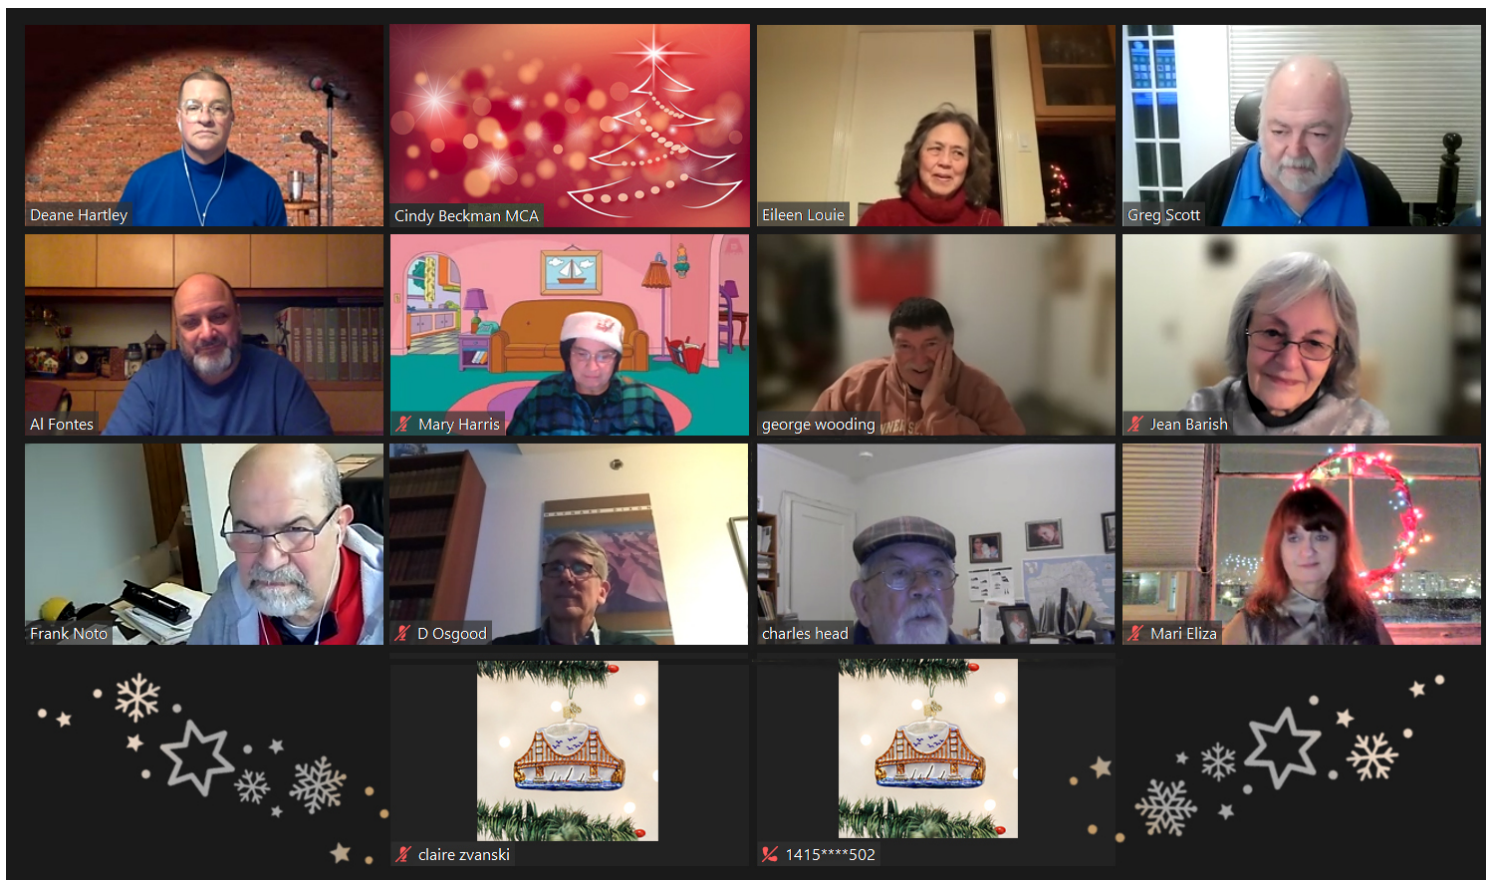 Deane Hartley
Cindy Beckman MCA
Eileen Louie
Greg Scott
Al Fontes
Mary Harris
george wooding
Jean Barish
Frank Noto
D Osgood
charles head
Mari Eliza
claire zvanski
1415****502